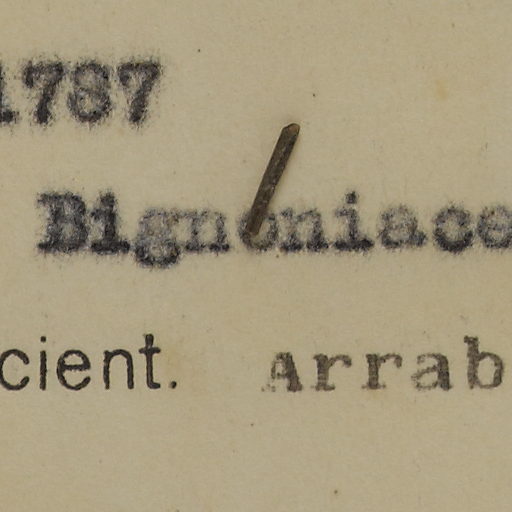 1787
Bignoniace
cient. Arrab